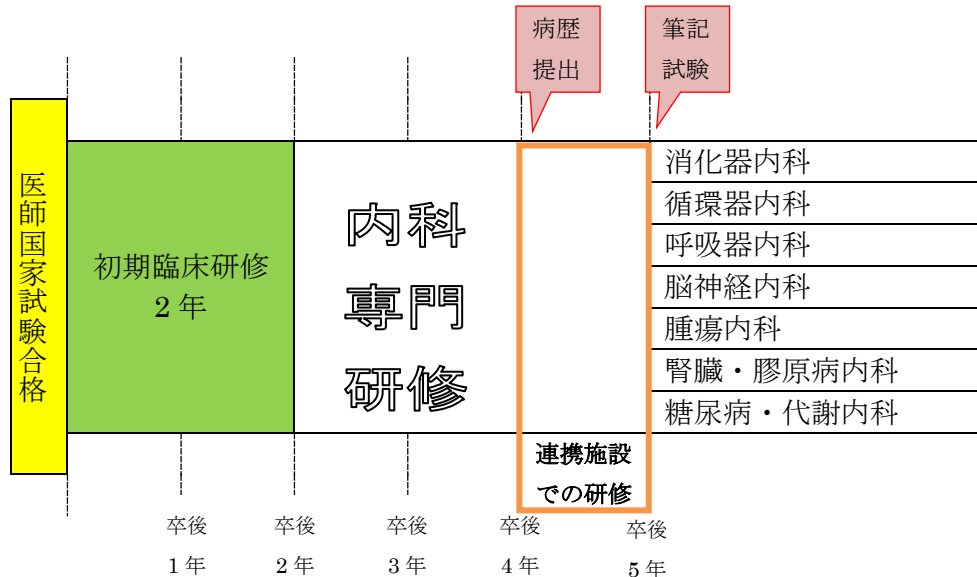 病歴
提出
筆記
試験
医師国家試験合格
初期臨床研修
2 年
内科
専門
研修
消化器内科
循環器内科
呼吸器内科
脳神経内科
腫瘍内科
腎臓・膠原病内科
糖尿病・代謝内科
連携施設
での研修
卒後
1 年
卒後
2 年
卒後
3 年
卒後
4 年
卒後
5 年